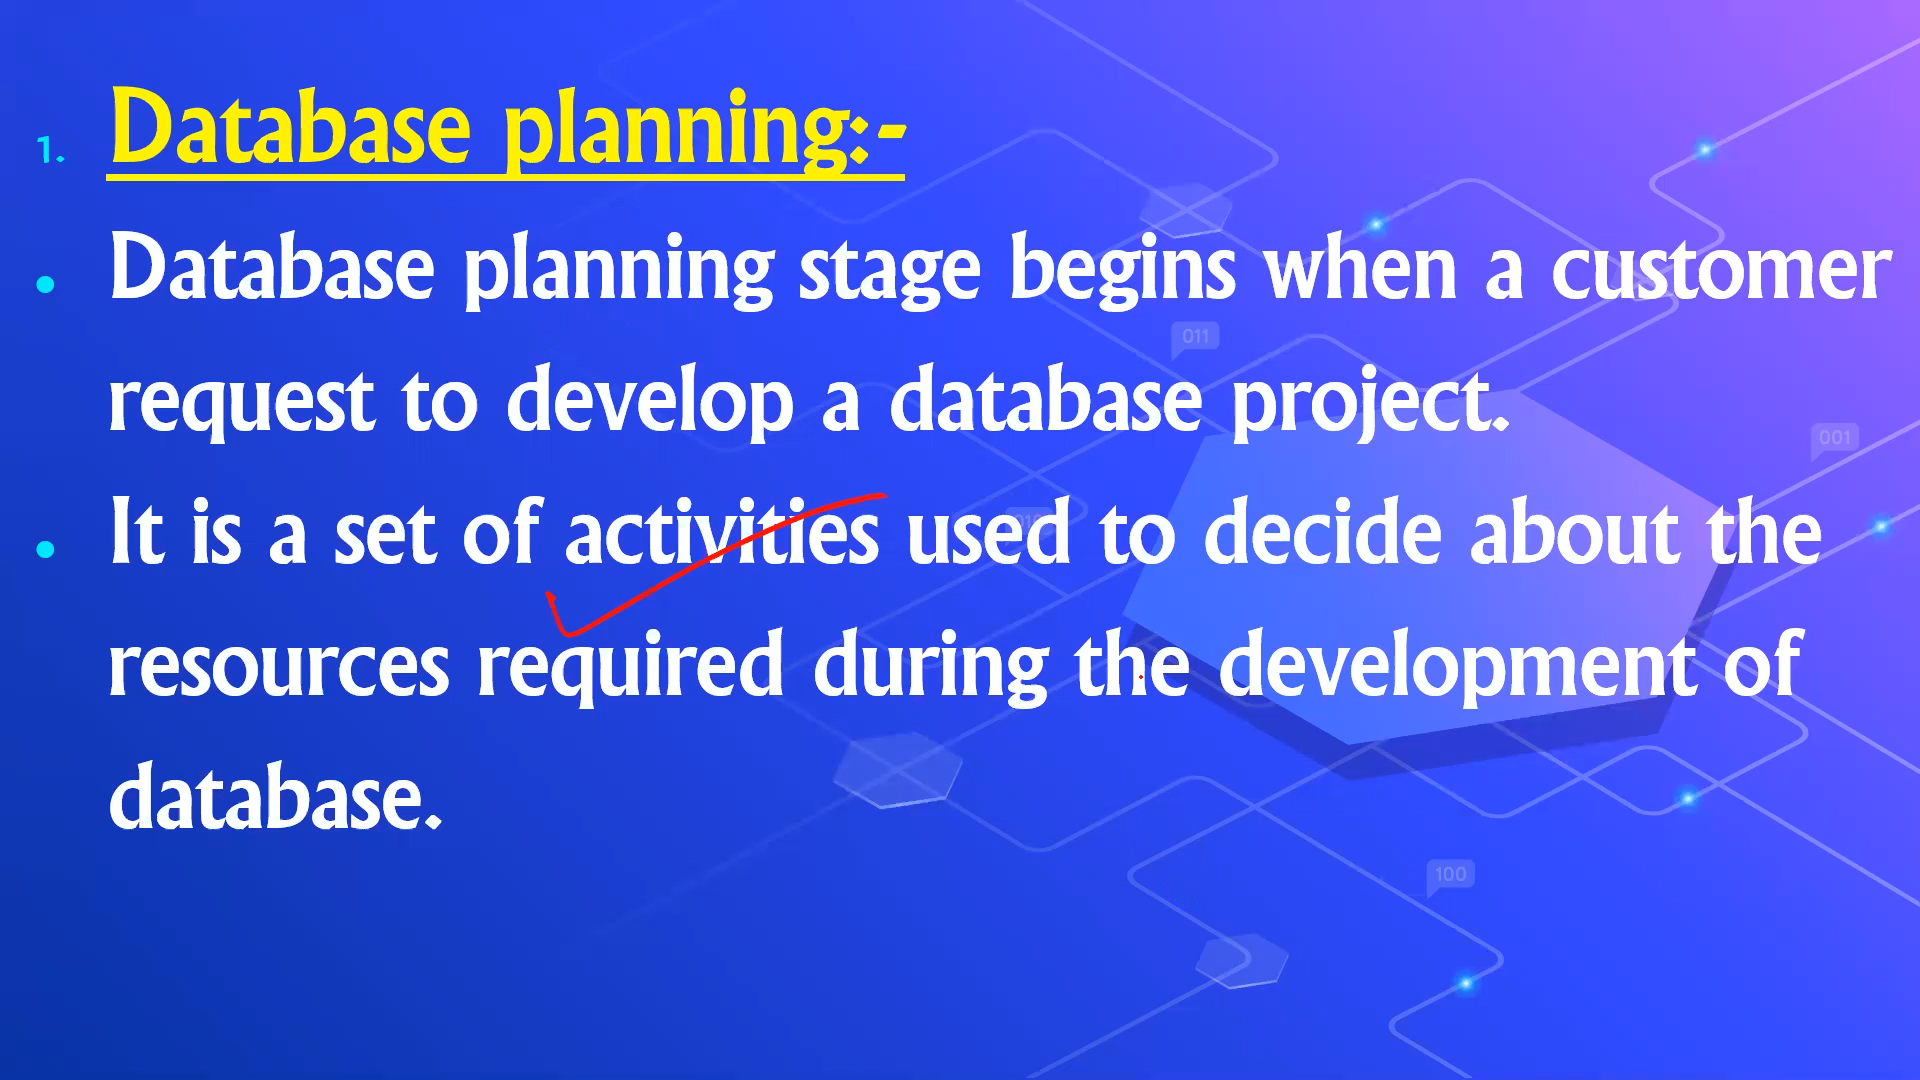 1. Database planning:-
• Database planning stage begins when a customer
request to develop a database project.
011
001
• It is a set of activities used to decide about the
010
resources required during the development of
database.
100